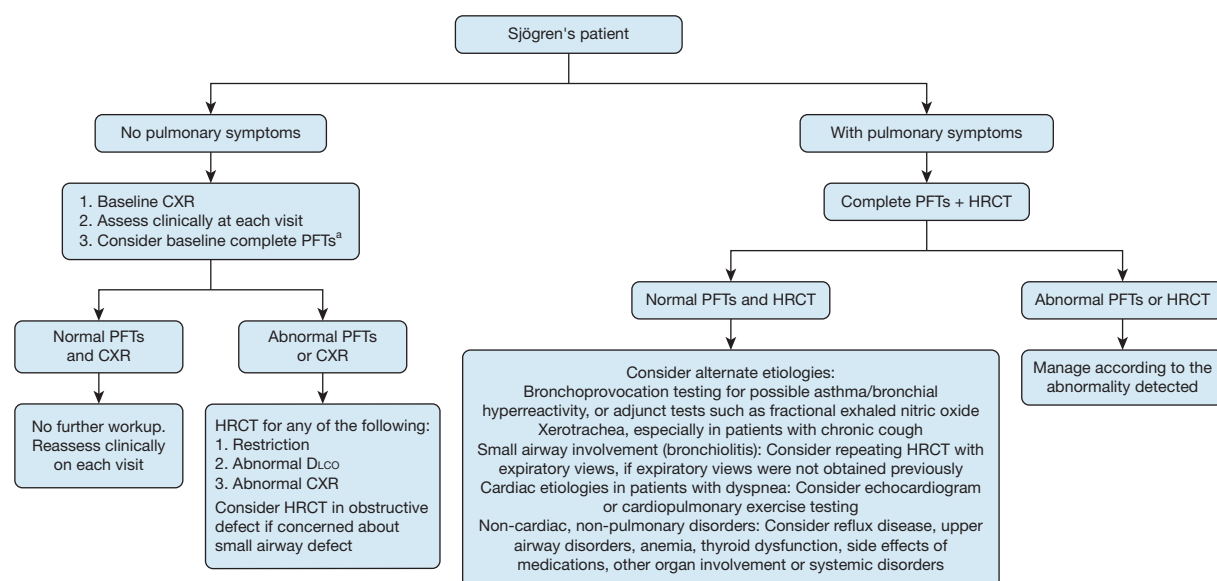 Sjögren's patient
No pulmonary symptoms
With pulmonary symptoms
1. Baseline CXR
2. Assess clinically at each visit
3. Consider baseline complete PFTsᵃ
Complete PFTs + HRCT
Normal PFTs
and CXR
Abnormal PFTs
or CXR
Normal PFTs and HRCT
Abnormal PFTs or HRCT
No further workup.
Reassess clinically
on each visit
HRCT for any of the following:
1. Restriction
2. Abnormal DLCO
3. Abnormal CXR
Consider HRCT in obstructive
defect if concerned about
small airway defect
Consider alternate etiologies:
Bronchoprovocation testing for possible asthma/bronchial
hyperreactivity, or adjunct tests such as fractional exhaled nitric oxide
Xerotrachea, especially in patients with chronic cough
Small airway involvement (bronchiolitis): Consider repeating HRCT with
expiratory views, if expiratory views were not obtained previously
Cardiac etiologies in patients with dyspnea: Consider echocardiogram
or cardiopulmonary exercise testing
Non-cardiac, non-pulmonary disorders: Consider reflux disease, upper
airway disorders, anemia, thyroid dysfunction, side effects of
medications, other organ involvement or systemic disorders
Manage according to the
abnormality detected